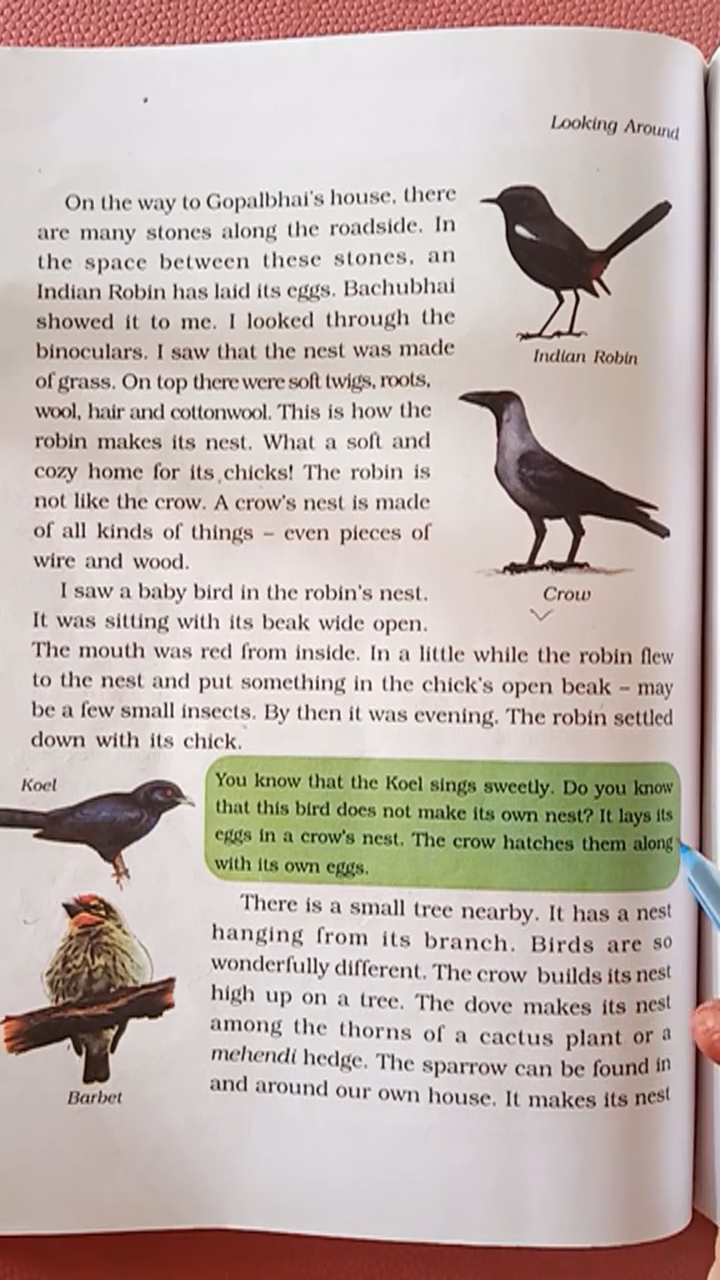 Looking Around
On the way to Gopalbhai's house, there
are many stones along the roadside. In
the space between these stones, an
Indian Robin has laid its eggs. Bachubhai
showed it to me. I looked through the
binoculars. I saw that the nest was made
of grass. On top there were soft twigs, roots,
wool, hair and cottonwool. This is how the
robin makes its nest. What a soft and
cozy home for its chicks! The robin is
not like the crow. A crow's nest is made
of all kinds of things – even pieces of
wire and wood.
Indian Robin
Crow
I saw a baby bird in the robin's nest.
It was sitting with its beak wide open.
The mouth was red from inside. In a little while the robin flew
to the nest and put something in the chick's open beak – may
be a few small insects. By then it was evening. The robin settled
down with its chick.
Koel
You know that the Koel sings sweetly. Do you know
that this bird does not make its own nest? It lays its
eggs in a crow's nest. The crow hatches them along
with its own eggs.
There is a small tree nearby. It has a nest
hanging from its branch. Birds are so
wonderfully different. The crow builds its nest
high up on a tree. The dove makes its nest
among the thorns of a cactus plant or a
mehendi hedge. The sparrow can be found in
and around our own house. It makes its nest
Barbet